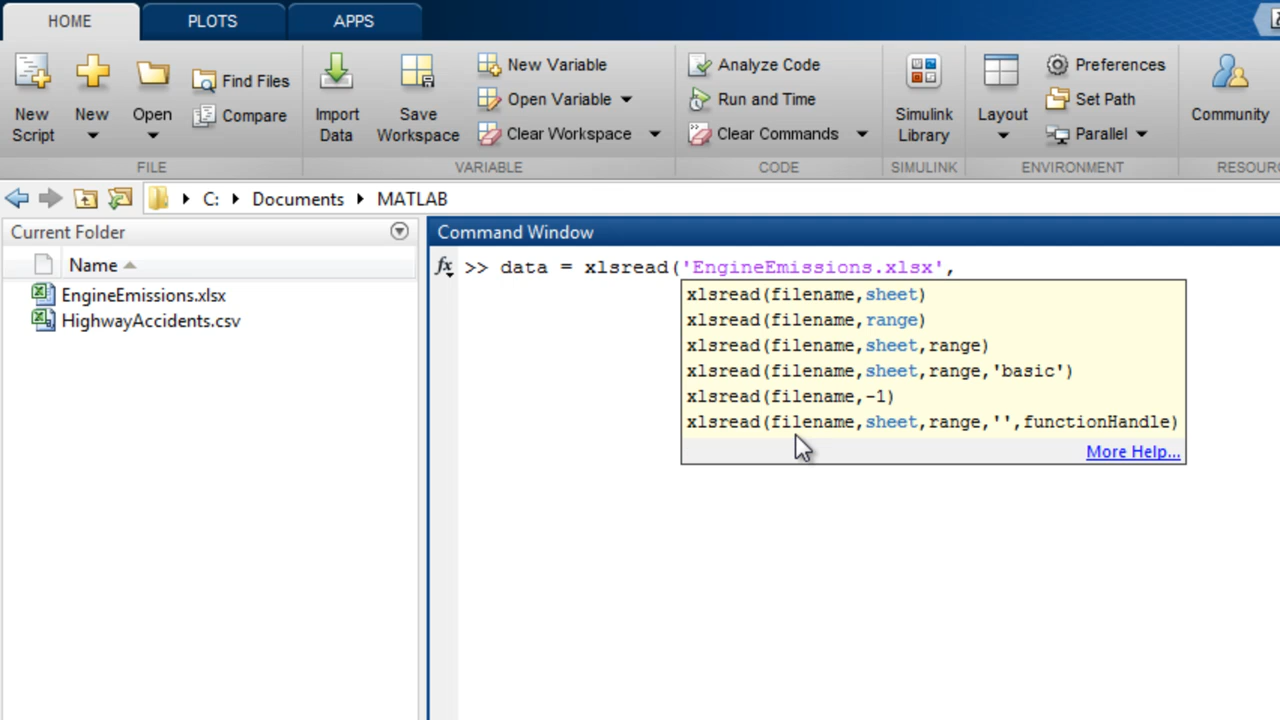 HOME PLOTS APPS
New Script
New
Open
Find Files
Compare
FILE
Import Data
Save Workspace
New Variable
Open Variable
Clear Workspace
VARIABLE
Analyze Code
Run and Time
Clear Commands
CODE
Simulink Library
SIMULINK
Layout
Preferences
Set Path
Parallel
ENVIRONMENT
Community
RESOUR
C: Documents MATLAB
Current Folder
Name
EngineEmissions.xlsx
HighwayAccidents.csv
Command Window
fx >> data = xlsread('EngineEmissions.xlsx',
xlsread(filename,sheet)
xlsread(filename,range)
xlsread(filename,sheet,range)
xlsread(filename,sheet,range,'basic')
xlsread(filename,-1)
xlsread(filename,sheet,range,'',functionHandle)
More Help...